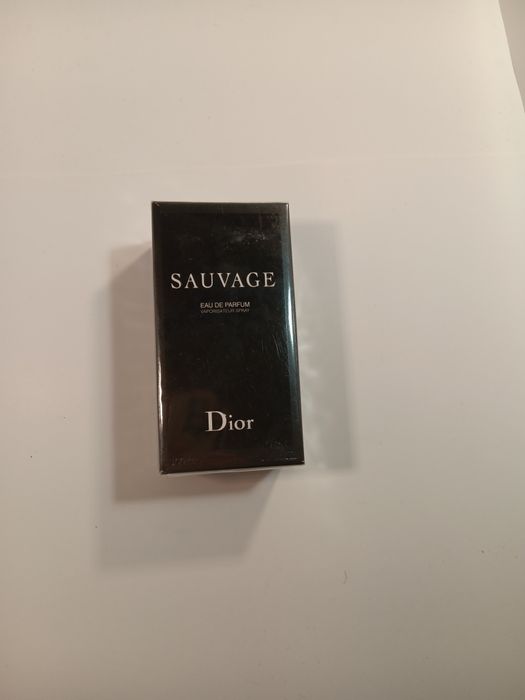 SAUVAGE
EAU DE PARFUM
VAPORISATEUR SPRAY
Dior